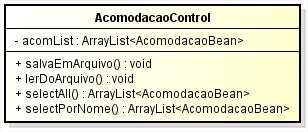 AcomodacaoControl
- acomList : ArrayList<AcomodacaoBean>
+ salvaEmArquivo() : void
+ lerDoArquivo() : void
+ selectAll() : ArrayList<AcomodacaoBean>
+ selectPorNome() : ArrayList<AcomodacaoBean>